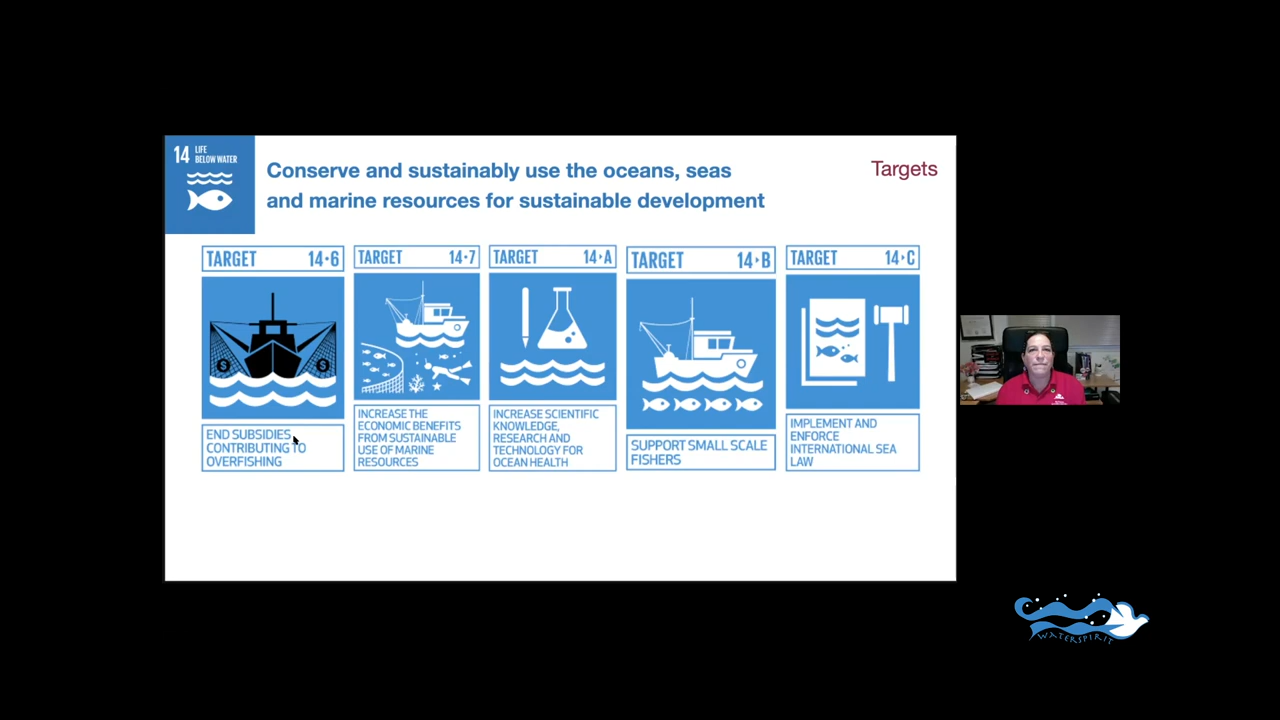 14 LIFE
BELOW WATER
Conserve and sustainably use the oceans, seas
and marine resources for sustainable development
Targets
TARGET 14·6
END SUBSIDIES
CONTRIBUTING TO
OVERFISHING
TARGET 14·7
INCREASE THE
ECONOMIC BENEFITS
FROM SUSTAINABLE
USE OF MARINE
RESOURCES
TARGET 14·A
INCREASE SCIENTIFIC
KNOWLEDGE,
RESEARCH AND
TECHNOLOGY FOR
OCEAN HEALTH
TARGET 14·B
SUPPORT SMALL SCALE
FISHERS
TARGET 14·C
IMPLEMENT AND
ENFORCE
INTERNATIONAL SEA
LAW
$ $
WATERSPIRIT